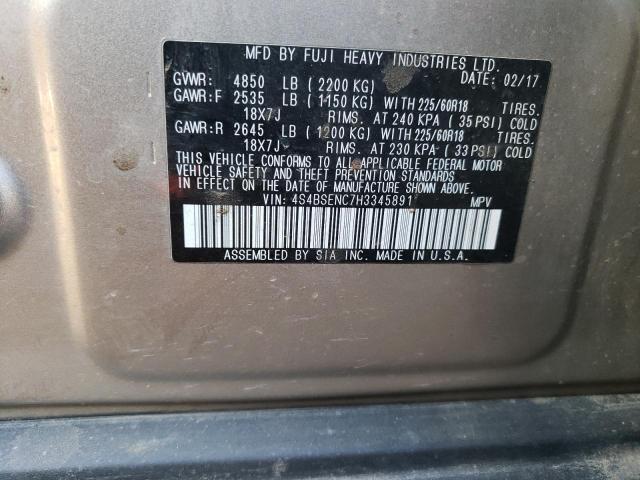 MFD BY FUJI HEAVY INDUSTRIES LTD.
DATE: 02/17
GVWR: 4850 LB (2200 KG)
GAWR:F 2535 LB (1150 KG) WITH 225/60R18 TIRES.
18X7J RIMS. AT 240 KPA (35 PSI) COLD
GAWR:R 2645 LB (1200 KG) WITH 225/60R18 TIRES.
18X7J RIMS. AT 230 KPA (33 PSI) COLD
THIS VEHICLE CONFORMS TO ALL APPLICABLE FEDERAL MOTOR
VEHICLE SAFETY AND THEFT PREVENTION STANDARDS
IN EFFECT ON THE DATE OF MANUFACTURE SHOWN ABOVE.
VIN: 4S4BSENC7H3345891 MPV
ASSEMBLED BY SIA INC. MADE IN U.S.A.